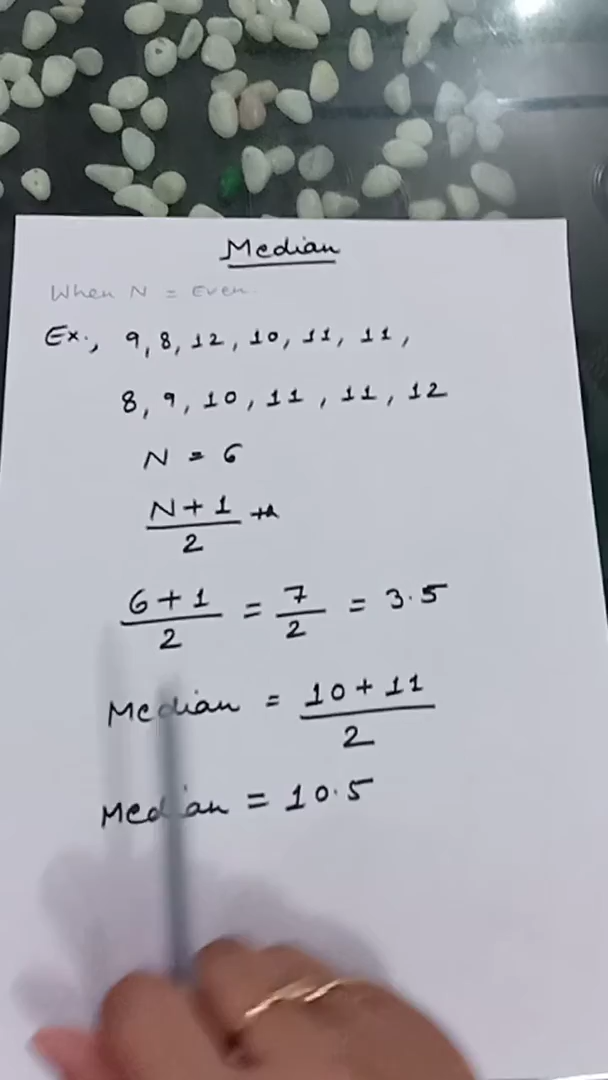 Median
When N = Even.
Ex., 9, 8, 12, 10, 11, 11,
8, 9, 10, 11, 11, 12
N = 6
N+1/2 th
6+1/2 = 7/2 = 3.5
Median = 10+11/2
Median = 10.5